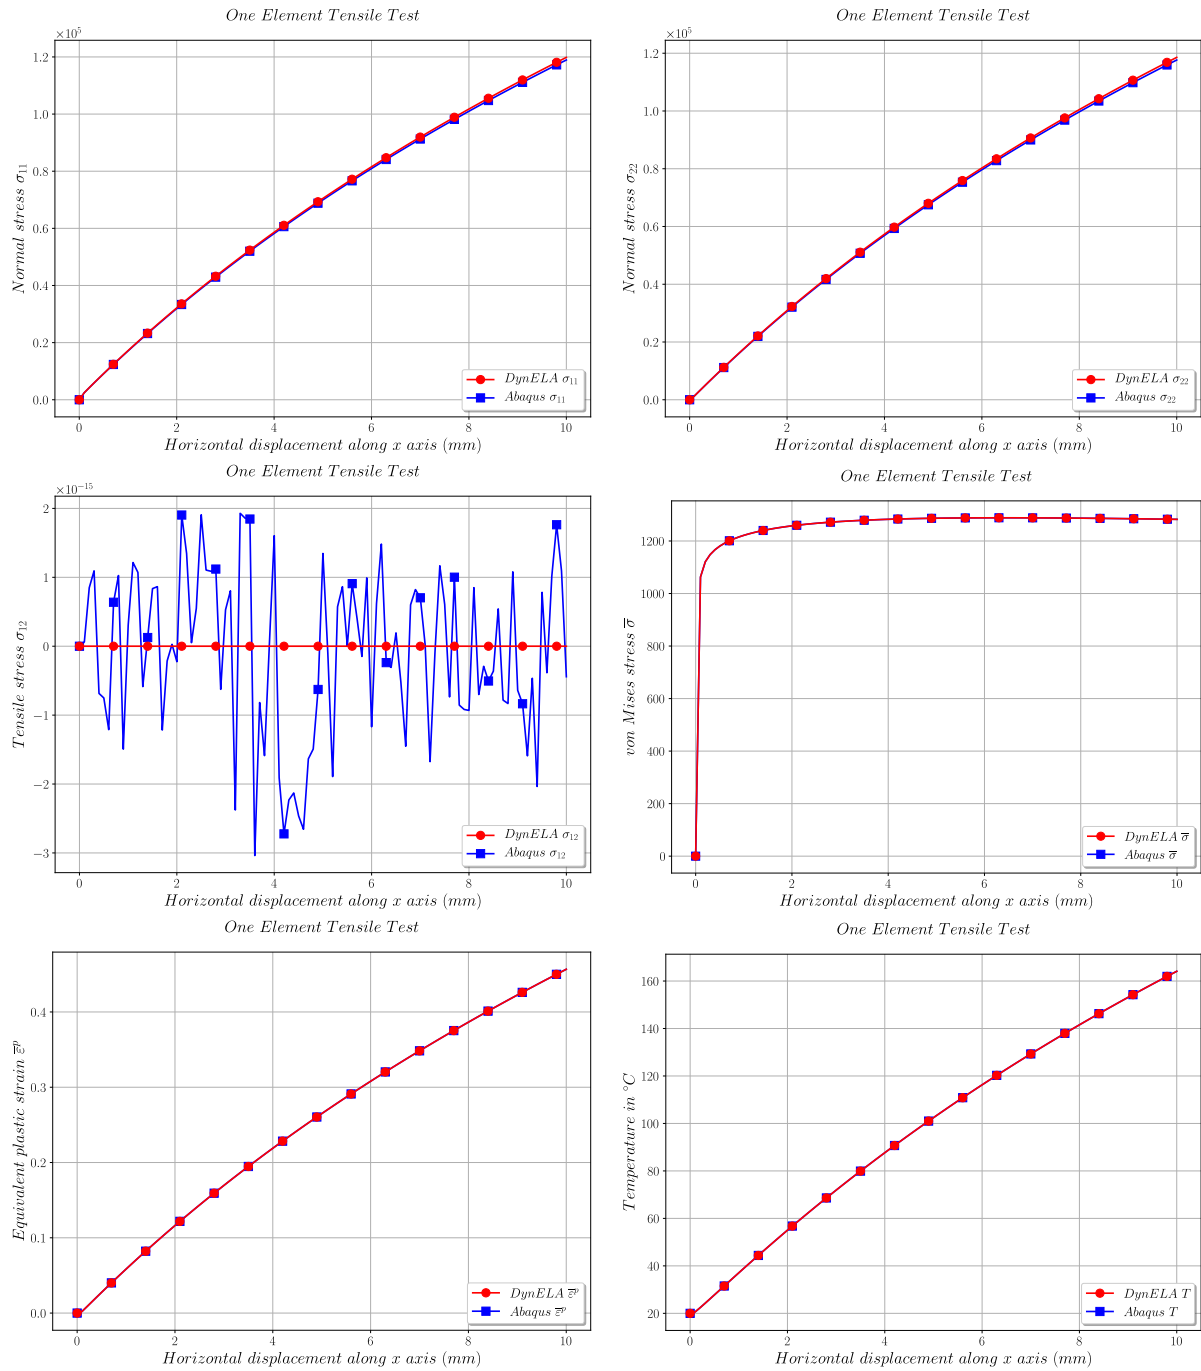 One Element Tensile Test
×10⁵
1.2
1.0
0.8
0.6
0.4
0.2
0.0
Normal stress σ₁₁
DynELA σ₁₁
Abaqus σ₁₁
0 2 4 6 8 10
Horizontal displacement along x axis (mm)
One Element Tensile Test
×10⁵
1.2
1.0
0.8
0.6
0.4
0.2
0.0
Normal stress σ₂₂
DynELA σ₂₂
Abaqus σ₂₂
0 2 4 6 8 10
Horizontal displacement along x axis (mm)
One Element Tensile Test
×10⁻¹⁵
2
1
0
−1
−2
−3
Tensile stress σ₁₂
DynELA σ₁₂
Abaqus σ₁₂
0 2 4 6 8 10
Horizontal displacement along x axis (mm)
One Element Tensile Test
1200
1000
800
600
400
200
0
von Mises stress σ̅
DynELA σ̅
Abaqus σ̅
0 2 4 6 8 10
Horizontal displacement along x axis (mm)
One Element Tensile Test
0.4
0.3
0.2
0.1
0.0
Equivalent plastic strain ε̅ᵖ
DynELA ε̅ᵖ
Abaqus ε̅ᵖ
0 2 4 6 8 10
Horizontal displacement along x axis (mm)
One Element Tensile Test
160
140
120
100
80
60
40
20
Temperature in °C
DynELA T
Abaqus T
0 2 4 6 8 10
Horizontal displacement along x axis (mm)